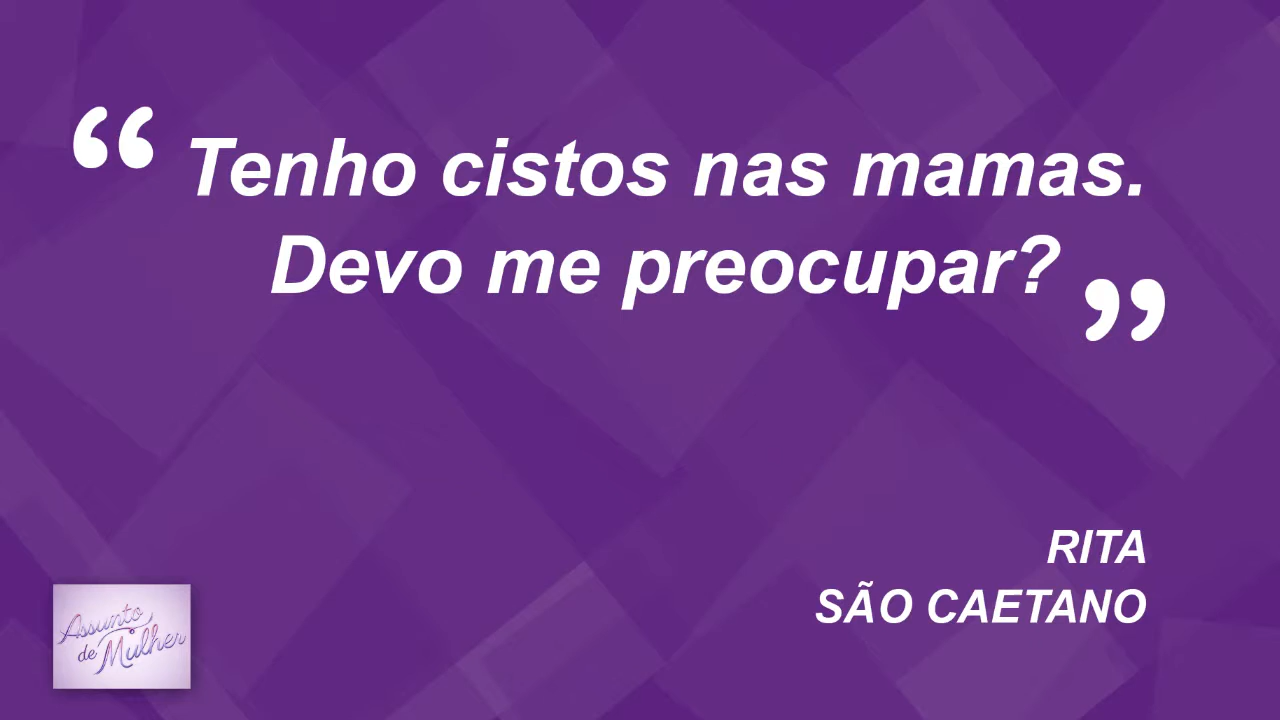 “Tenho cistos nas mamas.
Devo me preocupar?”
RITA
SÃO CAETANO
Assunto
de Mulher